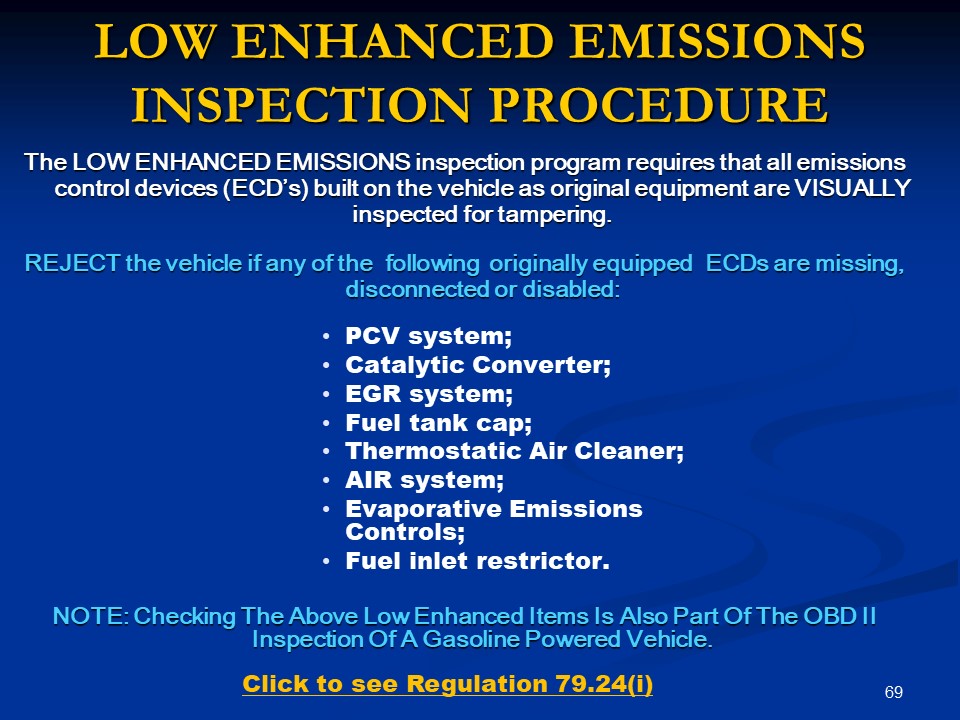 LOW ENHANCED EMISSIONS
INSPECTION PROCEDURE
The LOW ENHANCED EMISSIONS inspection program requires that all emissions
control devices (ECD's) built on the vehicle as original equipment are VISUALLY
inspected for tampering.
REJECT the vehicle if any of the following originally equipped ECDs are missing,
disconnected or disabled:
• PCV system;
• Catalytic Converter;
• EGR system;
• Fuel tank cap;
• Thermostatic Air Cleaner;
• AIR system;
• Evaporative Emissions
Controls;
• Fuel inlet restrictor.
NOTE: Checking The Above Low Enhanced Items Is Also Part Of The OBD II
Inspection Of A Gasoline Powered Vehicle.
Click to see Regulation 79.24(i)
69